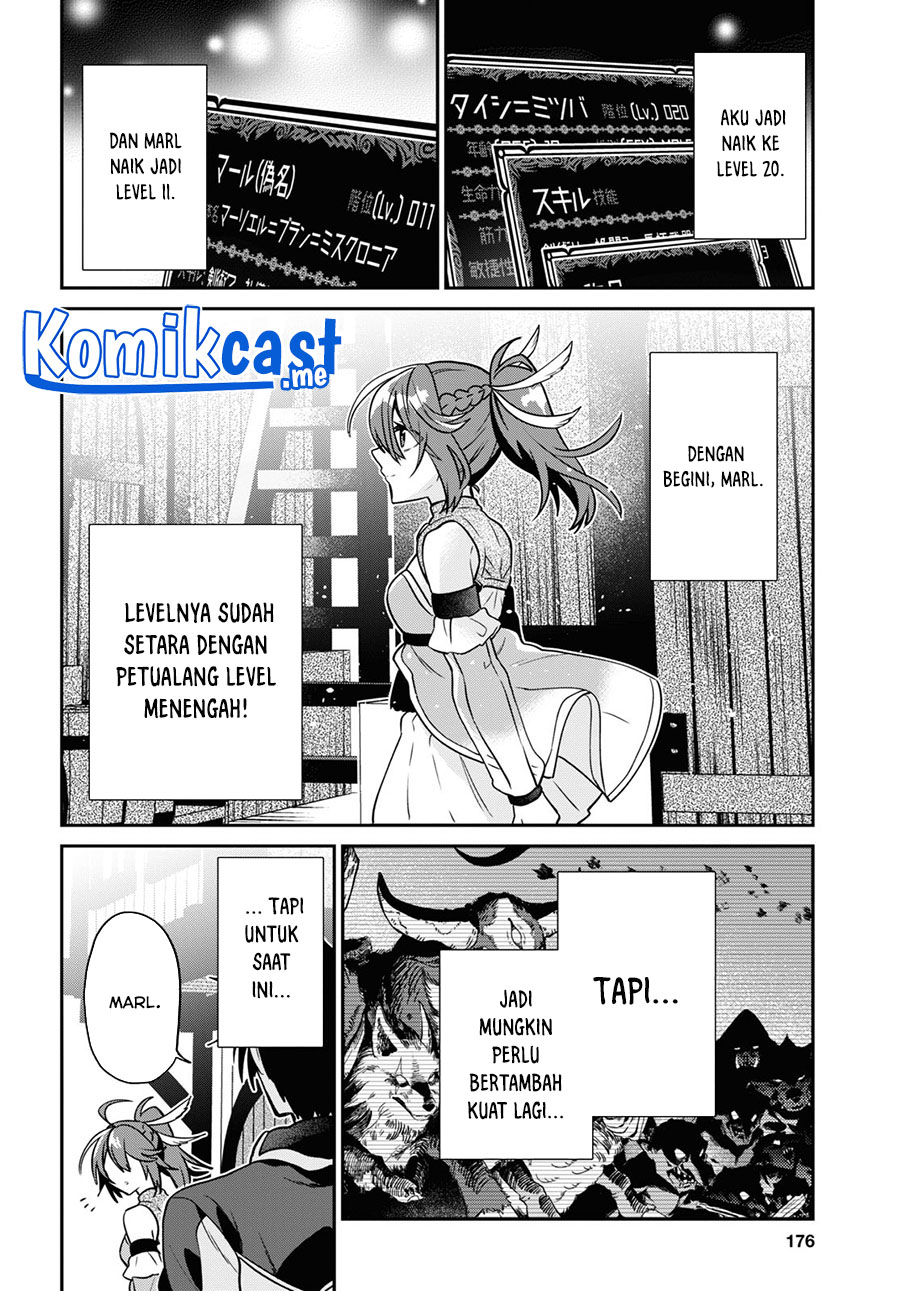 AKU JADI
NAIK KE
LEVEL 20.
タイシ=ミツバ 階位(Lv.) 020
スキル 技能
DAN MARL
NAIK JADI
LEVEL 11.
マール(偽名)
階位(Lv.) 011
マーリエル=ブラン=ミスクロニア
Komikcast
.me
DENGAN
BEGINI, MARL.
LEVELNYA SUDAH
SETARA DENGAN
PETUALANG LEVEL
MENENGAH!
TAPI...
JADI
MUNGKIN
PERLU
BERTAMBAH
KUAT LAGI...
... TAPI
UNTUK
SAAT
INI...
MARL.
176